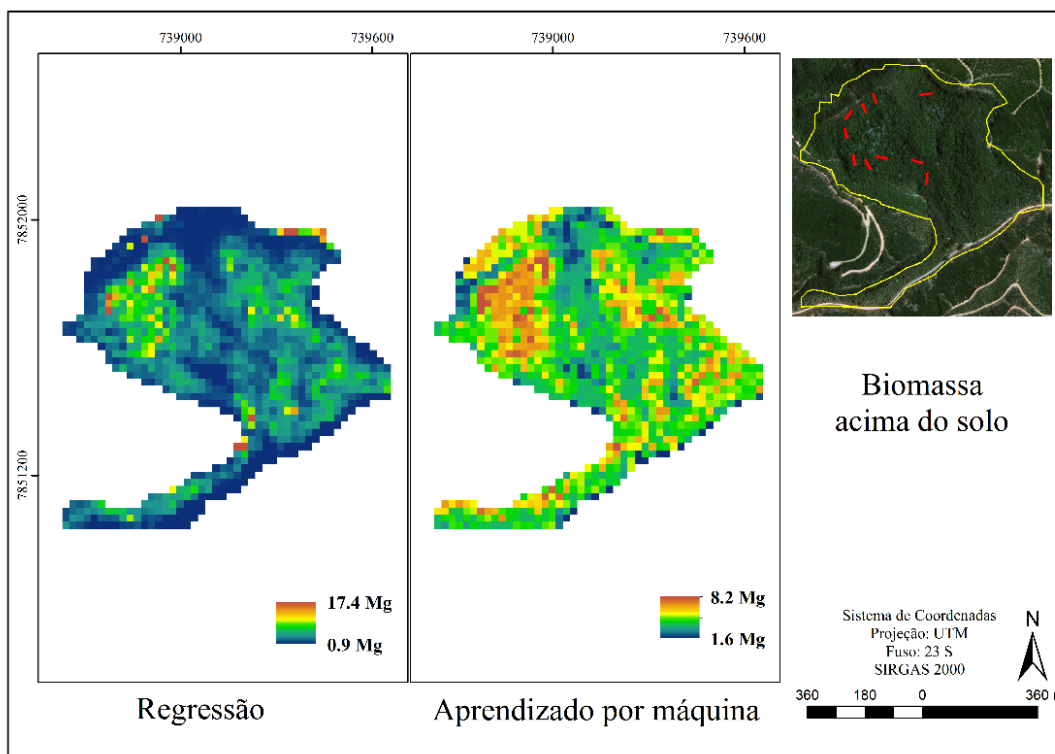 739000
739600
739000
739600
7852000
7851200
17.4 Mg
0.9 Mg
8.2 Mg
1.6 Mg
Regressão
Aprendizado por máquina
Biomassa
acima do solo
Sistema de Coordenadas
Projeção: UTM
Fuso: 23 S
SIRGAS 2000
N
360
180
0
360